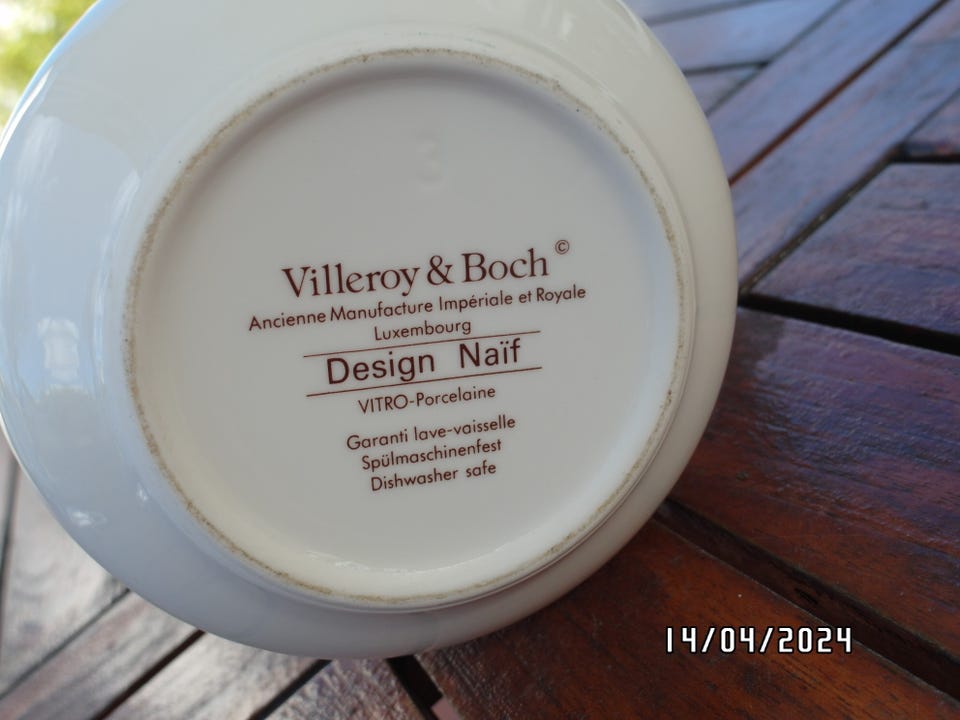 3
Villeroy & Boch ©
Ancienne Manufacture Impériale et Royale
Luxembourg
Design Naïf
VITRO-Porcelaine
Garanti lave-vaisselle
Spülmaschinenfest
Dishwasher safe
14/04/2024